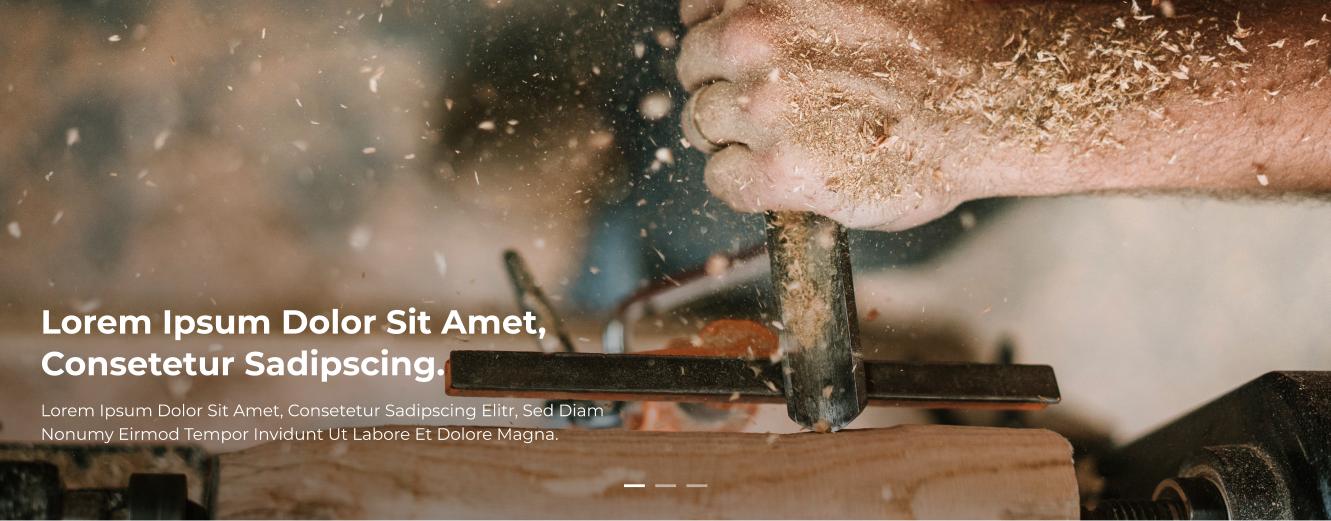 Lorem Ipsum Dolor Sit Amet,
Consetetur Sadipscing.
Lorem Ipsum Dolor Sit Amet, Consetetur Sadipscing Elitr, Sed Diam
Nonumy Eirmod Tempor Invidunt Ut Labore Et Dolore Magna.